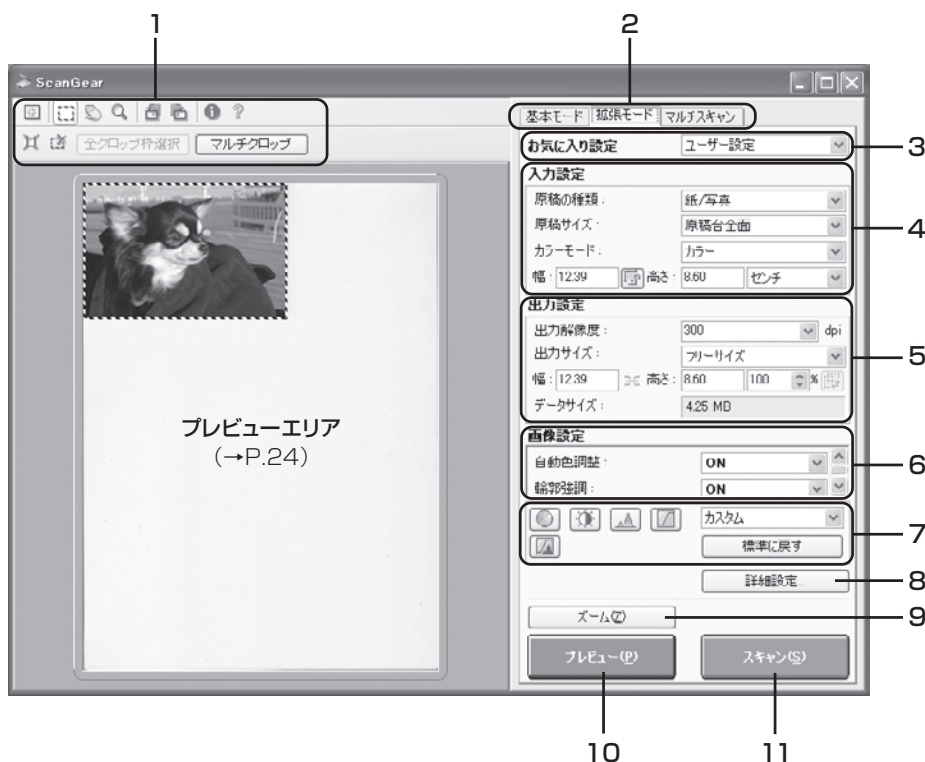 1
2
ScanGear
全クロップ枠選択 マルチクロップ
基本モード 拡張モード マルチスキャン
お気に入り設定 ユーザー設定
3
入力設定
原稿の種類: 紙/写真
原稿サイズ: 原稿台全面
4
カラーモード: カラー
幅: 12.39 高さ: 8.60 センチ
出力設定
出力解像度: 300 dpi
出力サイズ: フリーサイズ
5
幅: 12.39 高さ: 8.60 100 %
データサイズ: 4.25 MB
プレビューエリア
(→P.24)
画像設定
自動色調整: ON
6
輪郭強調: ON
カスタム
7
標準に戻す
詳細設定...
8
ズーム(Z)
9
プレビュー(P) スキャン(S)
10
11